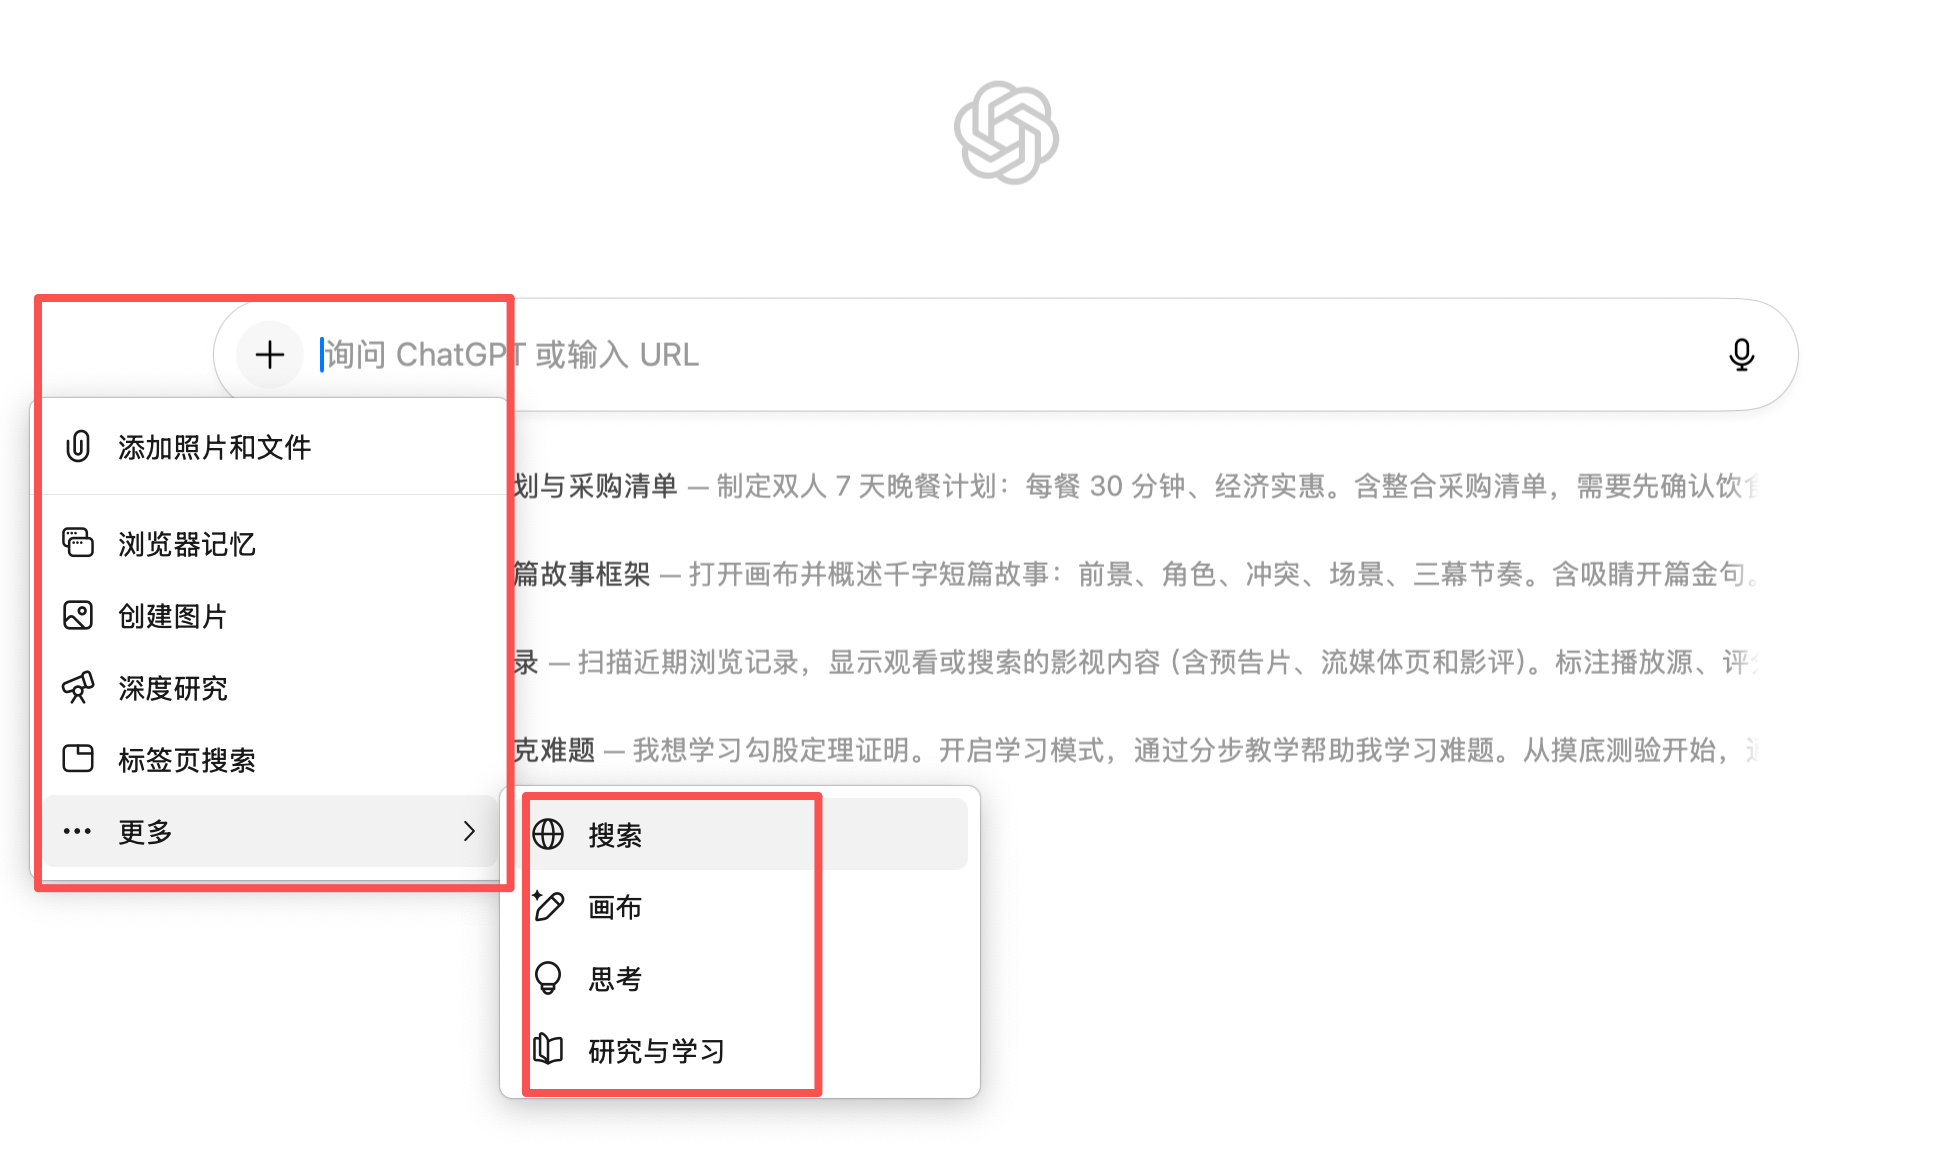 询问 ChatGPT 或输入 URL
添加照片和文件
浏览器记忆
创建图片
深度研究
标签页搜索
更多
划与采购清单 — 制定双人 7 天晚餐计划：每餐 30 分钟、经济实惠。含整合采购清单，需要先确认饮食
篇故事框架 — 打开画布并概述千字短篇故事：前景、角色、冲突、场景、三幕节奏。含吸睛开篇金句。
录 — 扫描近期浏览记录，显示观看或搜索的影视内容 (含预告片、流媒体页和影评)。标注播放源、评分
克难题 — 我想学习勾股定理证明。开启学习模式，通过分步教学帮助我学习难题。从摸底测验开始，
搜索
画布
思考
研究与学习